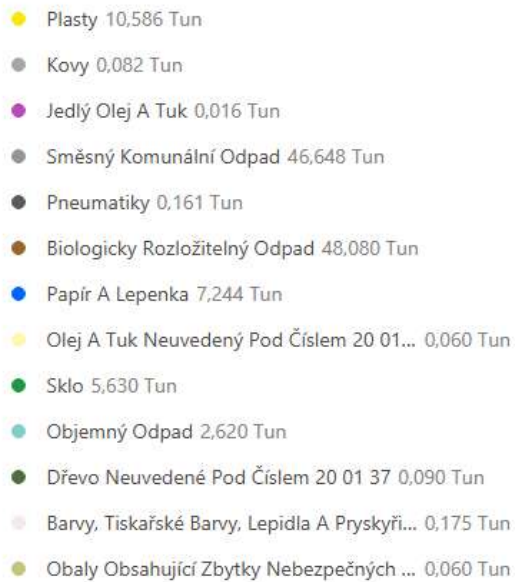 Plasty 10,586 Tun
Kovy 0,082 Tun
Jedlý Olej A Tuk 0,016 Tun
Směsný Komunální Odpad 46,648 Tun
Pneumatiky 0,161 Tun
Biologicky Rozložitelný Odpad 48,080 Tun
Papír A Lepenka 7,244 Tun
Olej A Tuk Neuvedený Pod Číslem 20 01... 0,060 Tun
Sklo 5,630 Tun
Objemný Odpad 2,620 Tun
Dřevo Neuvedené Pod Číslem 20 01 37 0,090 Tun
Barvy, Tiskařské Barvy, Lepidla A Pryskyři... 0,175 Tun
Obaly Obsahující Zbytky Nebezpečných ... 0,060 Tun